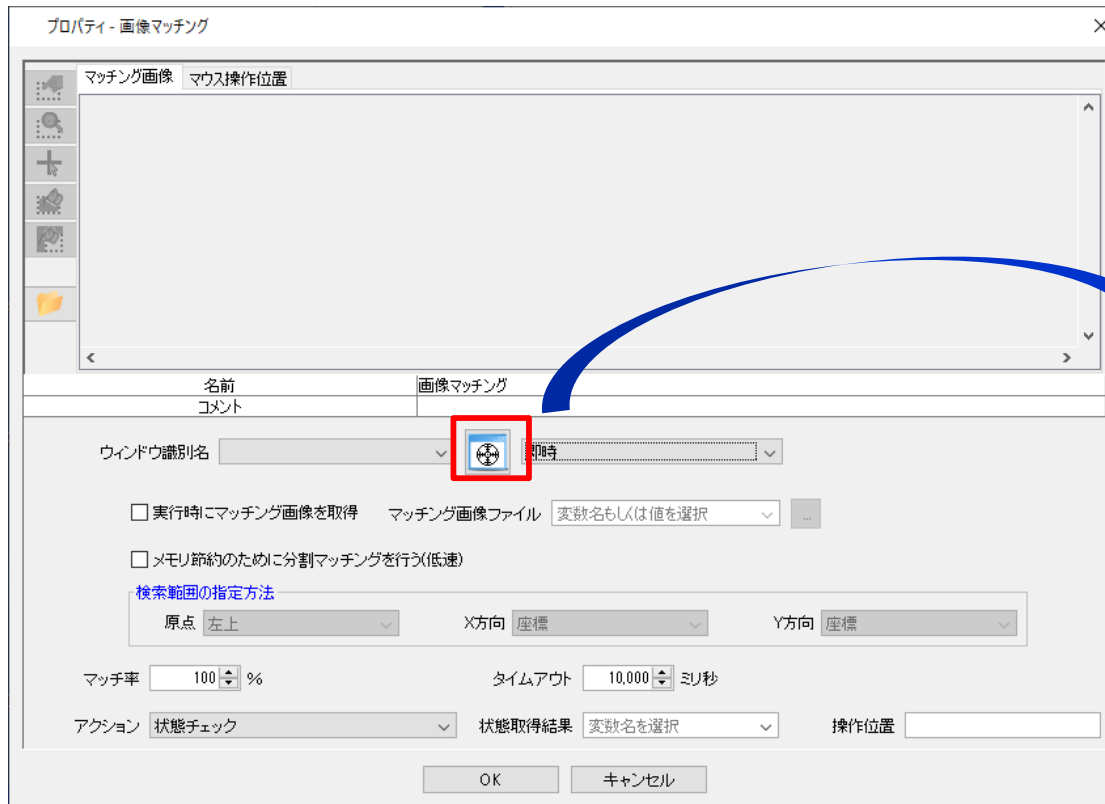 プロパティ - 画像マッチング
マッチング画像 マウス操作位置
名前 画像マッチング
コメント
ウィンドウ識別名 即時
実行時にマッチング画像を取得 マッチング画像ファイル 変数名もしくは値を選択 ...
メモリ節約のために分割マッチングを行う(低速)
検索範囲の指定方法
原点 左上 X方向 座標 Y方向 座標
マッチ率 100 % タイムアウト 10,000 ミリ秒
アクション 状態チェック 状態取得結果 変数名を選択 操作位置
OK キャンセル